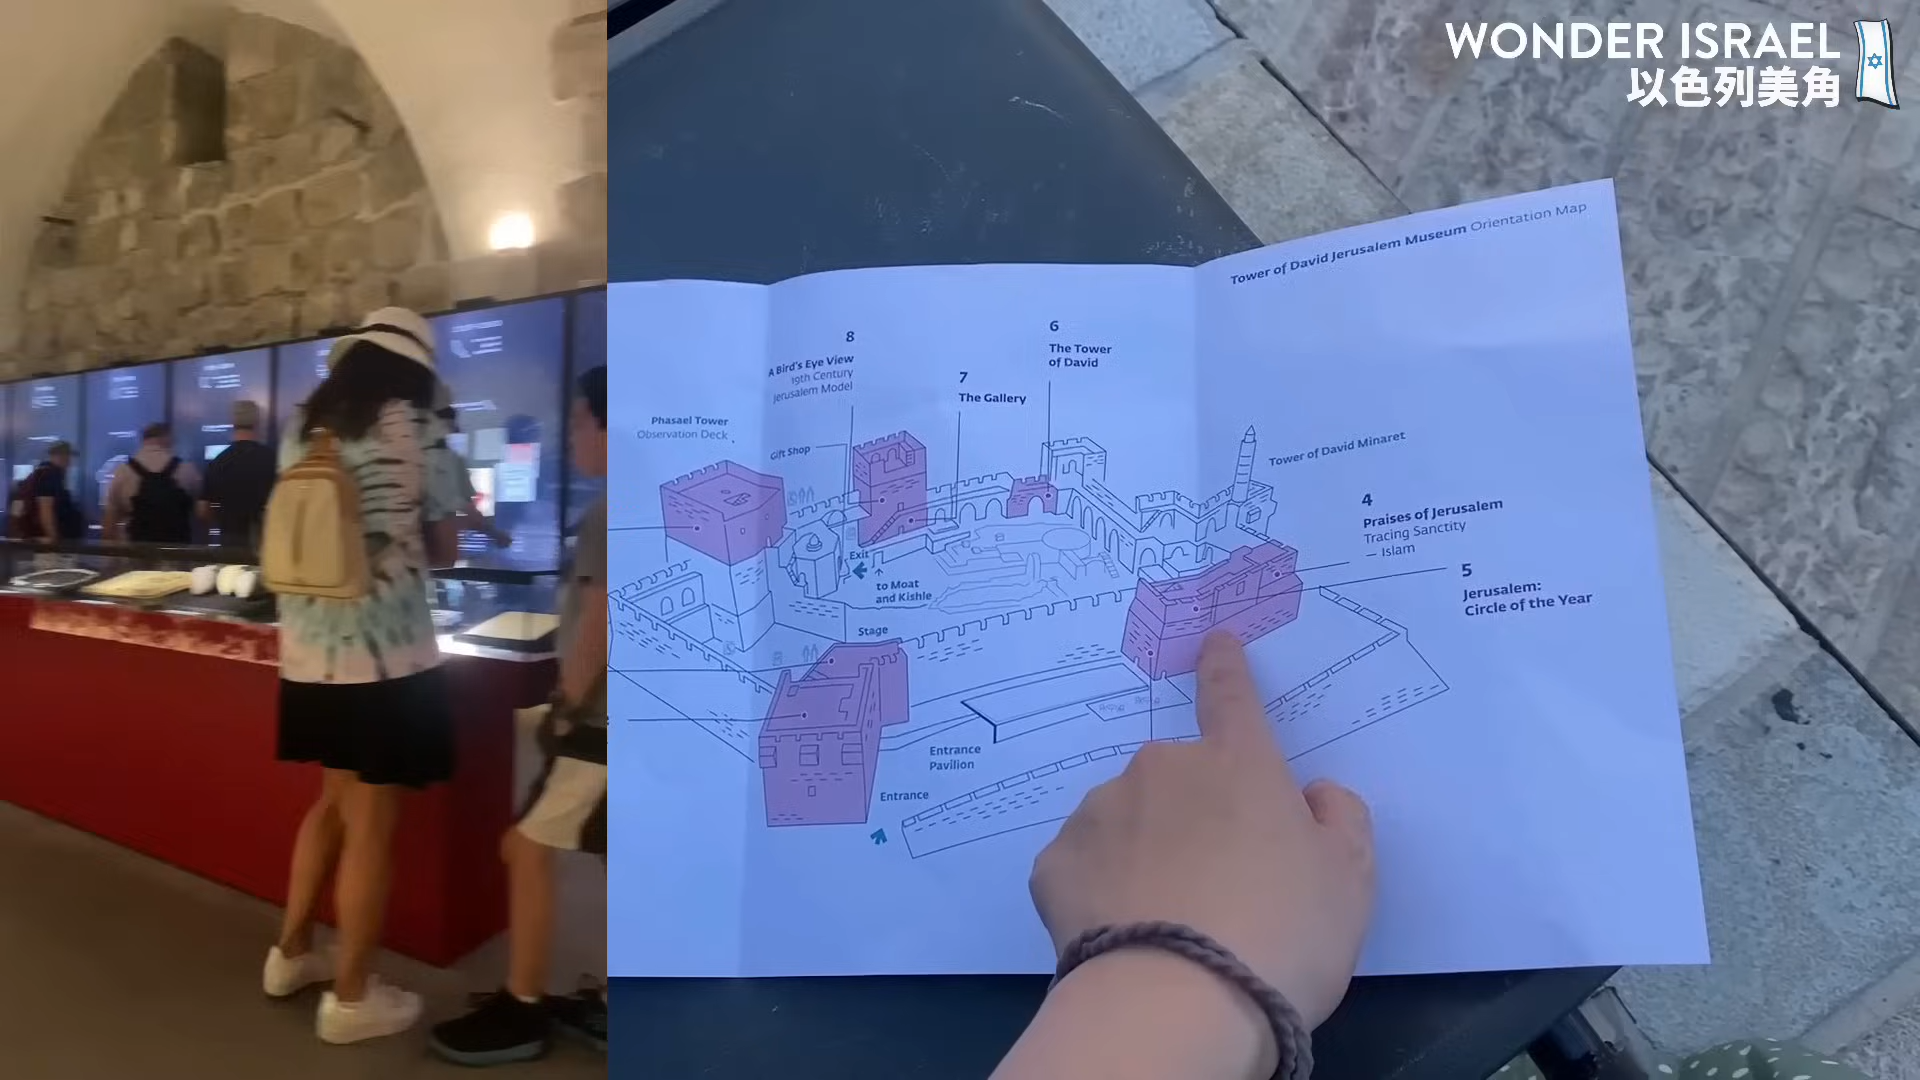 WONDER ISRAEL
以色列美角
Tower of David Jerusalem Museum Orientation Map
8
A Bird's Eye View
19th Century
Jerusalem Model
6
The Tower
of David
7
The Gallery
Phasael Tower
Observation Deck
Gift Shop
Tower of David Minaret
4
Praises of Jerusalem
Tracing Sanctity
— Islam
5
Jerusalem:
Circle of the Year
Exit
to Moat
and Kishle
Stage
Entrance
Pavilion
Entrance